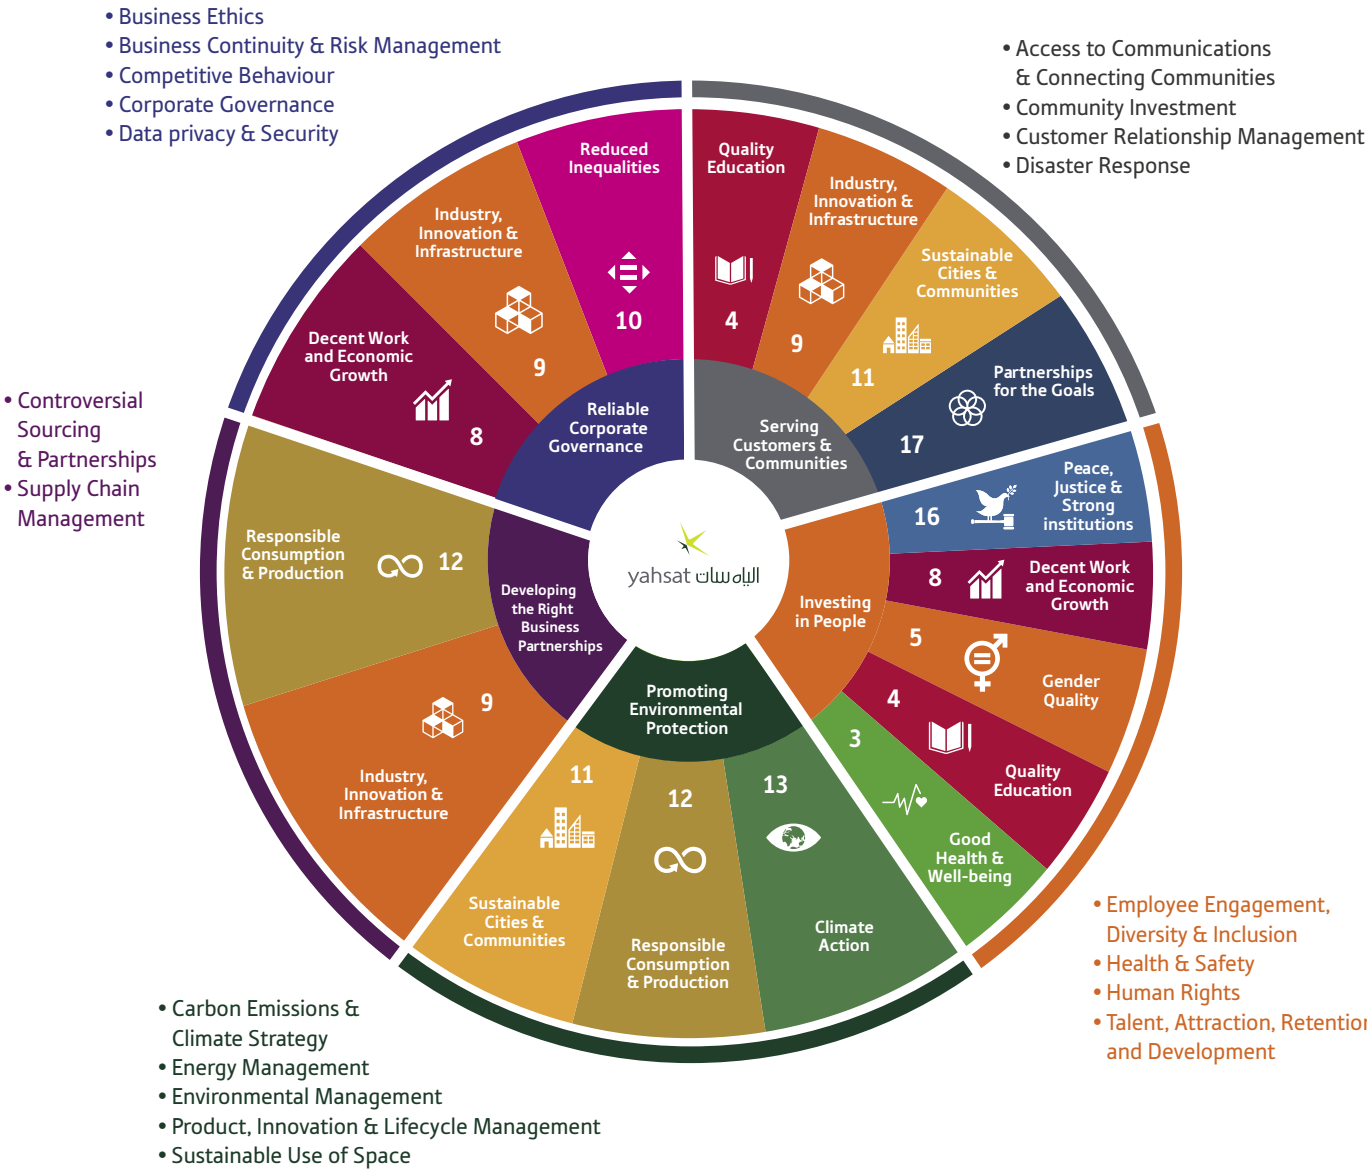 • Business Ethics
• Business Continuity & Risk Management
• Competitive Behaviour
• Corporate Governance
• Data privacy & Security
• Access to Communications
& Connecting Communities
• Community Investment
• Customer Relationship Management
• Disaster Response
Reduced
Inequalities
10
Industry,
Innovation &
Infrastructure
9
Decent Work
and Economic
Growth
8
Reliable
Corporate
Governance
Quality
Education
4
Industry,
Innovation &
Infrastructure
9
Sustainable
Cities &
Communities
11
Partnerships
for the Goals
17
Serving
Customers &
Communities
• Controversial
Sourcing
& Partnerships
• Supply Chain
Management
Responsible
Consumption
& Production
12
Industry,
Innovation &
Infrastructure
9
Developing
the Right
Business
Partnerships
yahsat الياه سات
Investing
in People
Peace,
Justice &
Strong
institutions
16
Decent Work
and Economic
Growth
8
Gender
Quality
5
Quality
Education
4
Good
Health &
Well-being
3
Promoting
Environmental
Protection
11
Sustainable
Cities &
Communities
12
Responsible
Consumption
& Production
13
Climate
Action
• Employee Engagement,
Diversity & Inclusion
• Health & Safety
• Human Rights
• Talent, Attraction, Retention
and Development
• Carbon Emissions &
Climate Strategy
• Energy Management
• Environmental Management
• Product, Innovation & Lifecycle Management
• Sustainable Use of Space